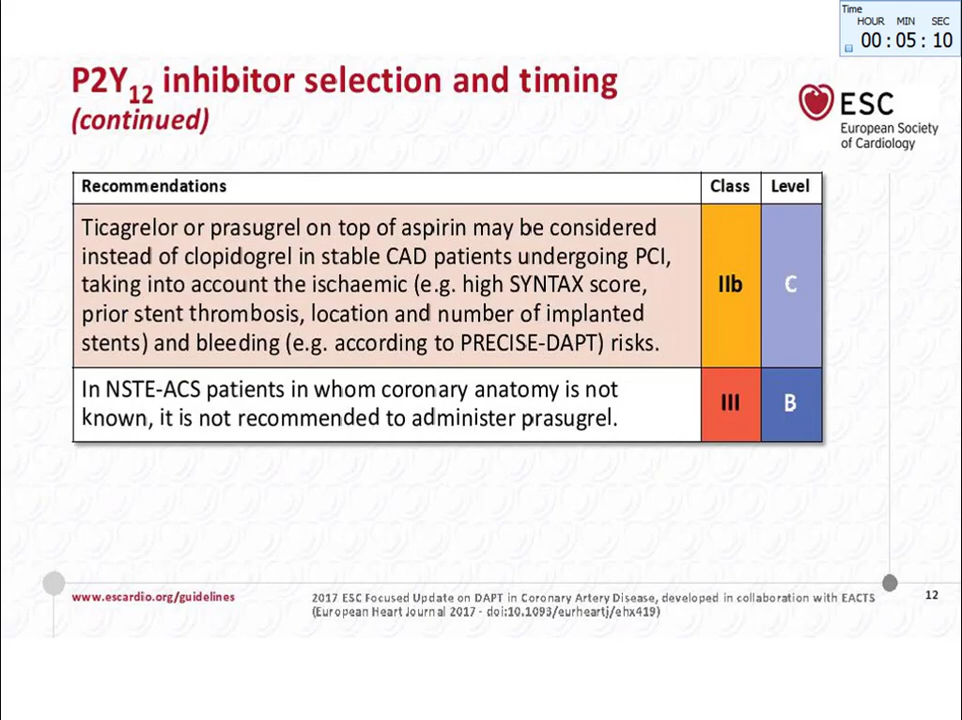 Time
HOUR MIN SEC
00 : 05 : 10
P2Y12 inhibitor selection and timing
(continued)
ESC
European Society
of Cardiology
Recommendations Class Level
Ticagrelor or prasugrel on top of aspirin may be considered
instead of clopidogrel in stable CAD patients undergoing PCI,
taking into account the ischaemic (e.g. high SYNTAX score,
prior stent thrombosis, location and number of implanted
stents) and bleeding (e.g. according to PRECISE-DAPT) risks.
IIb C
In NSTE-ACS patients in whom coronary anatomy is not
known, it is not recommended to administer prasugrel.
III B
www.escardio.org/guidelines
2017 ESC Focused Update on DAPT in Coronary Artery Disease, developed in collaboration with EACTS
(European Heart Journal 2017 - doi:10.1093/eurheartj/ehx419)
12